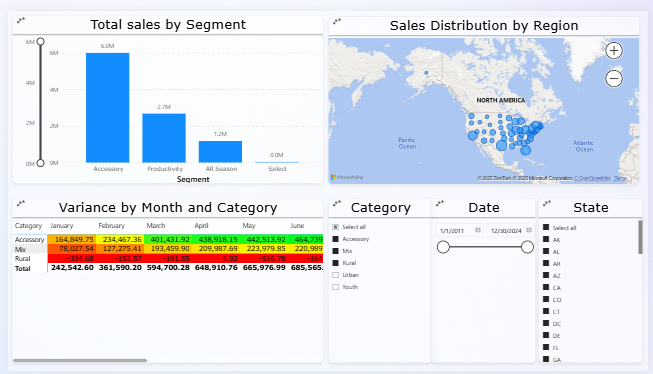 Total sales by Segment
6M
4M
2M
0M
6M
4M
2M
0M
6.0M
2.7M
1.2M
0.0M
Accessory Productivity All Season Select
Segment
Sales Distribution by Region
NORTH AMERICA
Pacific
Ocean
Atlantic
Ocean
+
−
Microsoft Bing
© 2025 TomTom, © 2025 Microsoft Corporation, © OpenStreetMap, Terms
Variance by Month and Category
Category January February March April May June
Accessory 164,849.75 234,467.36 401,431.92 438,918.15 442,513.92 464,739
Mix 78,027.54 127,275.41 193,459.90 209,987.69 223,979.85 220,989
Rural -334.68 -152.57 -191.55 4.92 -516.78 -164
Total 242,542.60 361,590.20 594,700.28 648,910.76 665,976.99 685,565.
Category
Select all
Accessory
Mix
Rural
Urban
Youth
Date
1/1/2011 12/30/2024
State
Select all
AK
AL
AR
AZ
CA
CO
CT
DC
DE
FL
GA